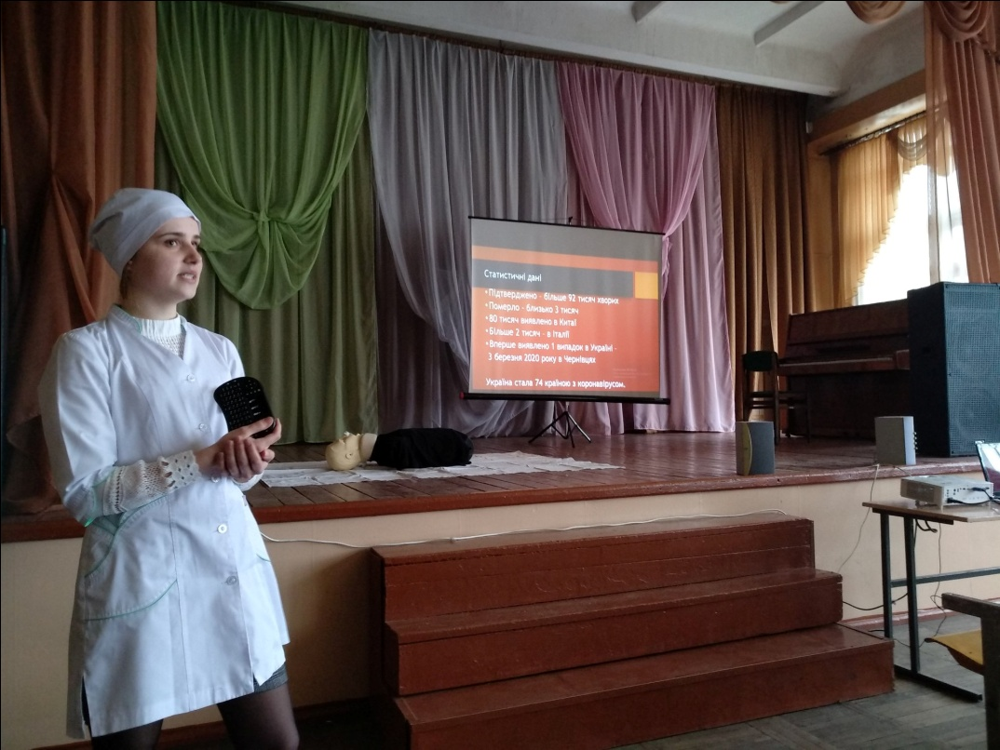 Статистичні дані
Підтверджено - більше 92 тисяч хворих
Померло - близько 3 тисяч
80 тисяч виявлено в Китаї
Більше 2 тисяч - в Італії
Вперше виявлено 1 випадок в Україні -
3 березня 2020 року в Чернівцях
Україна стала 74 країною з коронавірусом.